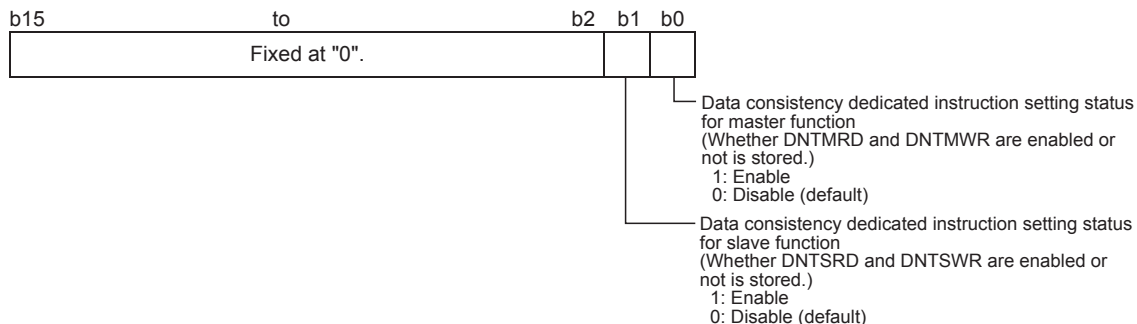 b15 to b2 b1 b0
Fixed at "0".
Data consistency dedicated instruction setting status
for master function
(Whether DNTMRD and DNTMWR are enabled or
not is stored.)
1: Enable
0: Disable (default)
Data consistency dedicated instruction setting status
for slave function
(Whether DNTSRD and DNTSWR are enabled or
not is stored.)
1: Enable
0: Disable (default)